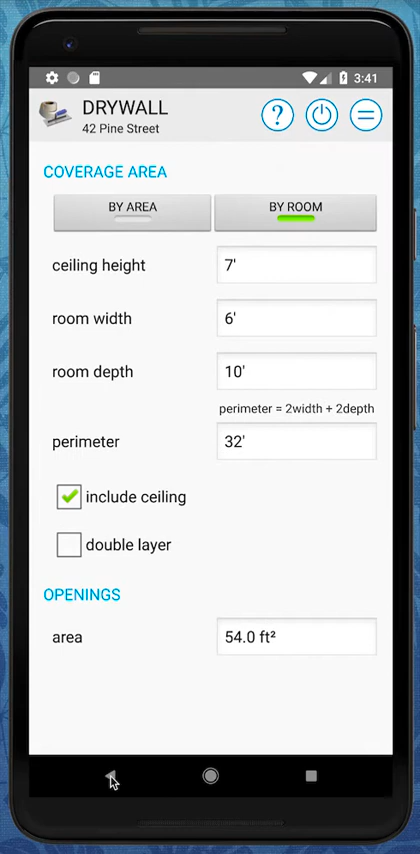 3:41
DRYWALL
42 Pine Street
?
COVERAGE AREA
BY AREA
BY ROOM
ceiling height
7'
room width
6'
room depth
10'
perimeter = 2width + 2depth
perimeter
32'
include ceiling
double layer
OPENINGS
area
54.0 ft²